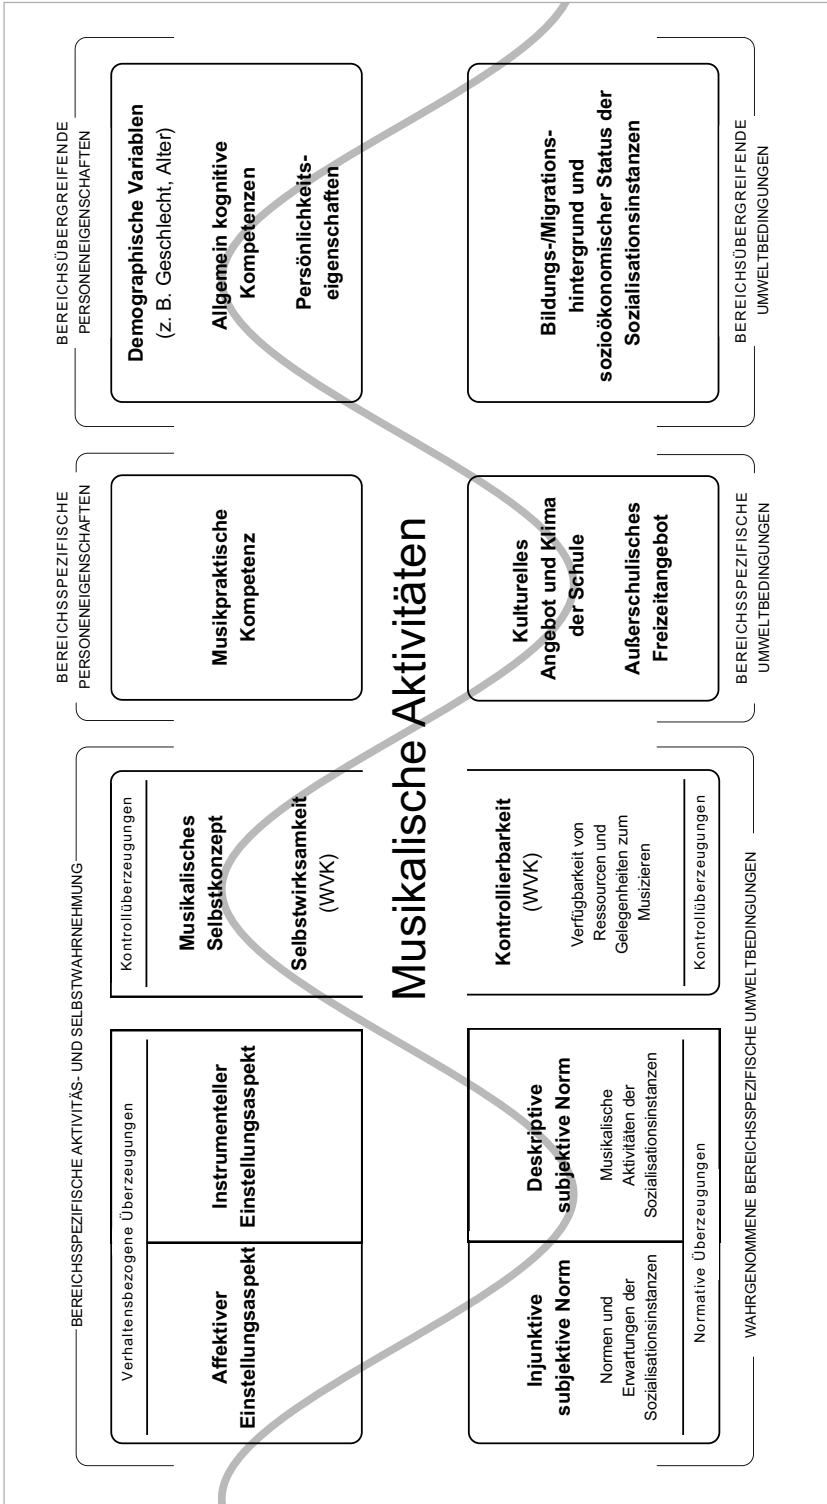 BEREICHSSPEZIFISCHE AKTIVITÄS- UND SELBSTWAHRNEHMUNG
Verhaltensbezogene Überzeugungen
Affektiver
Einstellungsaspekt
Instrumenteller
Einstellungsaspekt
Kontrollüberzeugungen
Musikalisches
Selbstkonzept
Selbstwirksamkeit
(WVK)
BEREICHSSPEZIFISCHE
PERSONENEIGENSCHAFTEN
Musikpraktische
Kompetenz
BEREICHSÜBERGREIFENDE
PERSONENEIGENSCHAFTEN
Demographische Variablen
(z. B. Geschlecht, Alter)
Allgemein kognitive
Kompetenzen
Persönlichkeits-
eigenschaften
Musikalische Aktivitäten
Injunktive
subjektive Norm
Normen und
Erwartungen der
Sozialisationsinstanzen
Deskriptive
subjektive Norm
Musikalische
Aktivitäten der
Sozialisationsinstanzen
Normative Überzeugungen
Kontrollierbarkeit
(WVK)
Verfügbarkeit von
Ressourcen und
Gelegenheiten zum
Musizieren
Kontrollüberzeugungen
WAHRGENOMMENE BEREICHSSPEZIFISCHE UMWELTBEDINGUNGEN
Kulturelles
Angebot und Klima
der Schule
Außerschulisches
Freizeitangebot
BEREICHSSPEZIFISCHE
UMWELTBEDINGUNGEN
Bildungs-/Migrations-
hintergrund und
sozioökonomischer Status der
Sozialisationsinstanzen
BEREICHSÜBERGREIFENDE
UMWELTBEDINGUNGEN